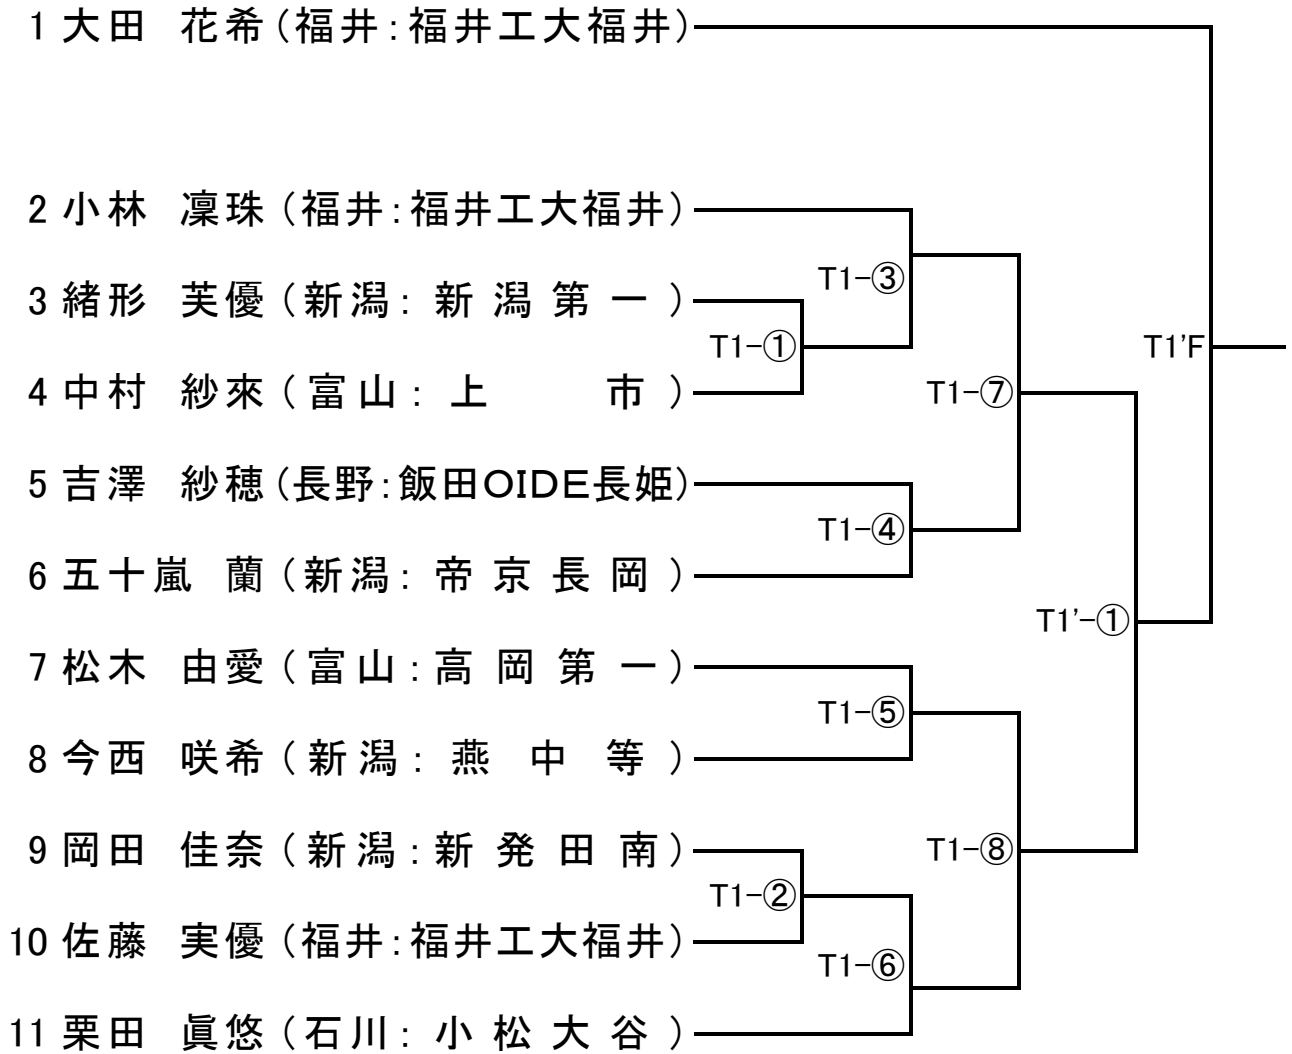 1 大田 花希(福井:福井工大福井)
2 小林 凜珠(福井:福井工大福井)
T1-③
3 緒形 芙優(新潟:新潟第一)
T1-①
T1'F
4 中村 紗來(富山:上市)
T1-⑦
5 吉澤 紗穂(長野:飯田OIDE長姫)
T1-④
6 五十嵐 蘭(新潟:帝京長岡)
T1'-①
7 松木 由愛(富山:高岡第一)
T1-⑤
8 今西 咲希(新潟:燕中等)
9 岡田 佳奈(新潟:新発田南)
T1-⑧
T1-②
10 佐藤 実優(福井:福井工大福井)
T1-⑥
11 栗田 眞悠(石川:小松大谷)